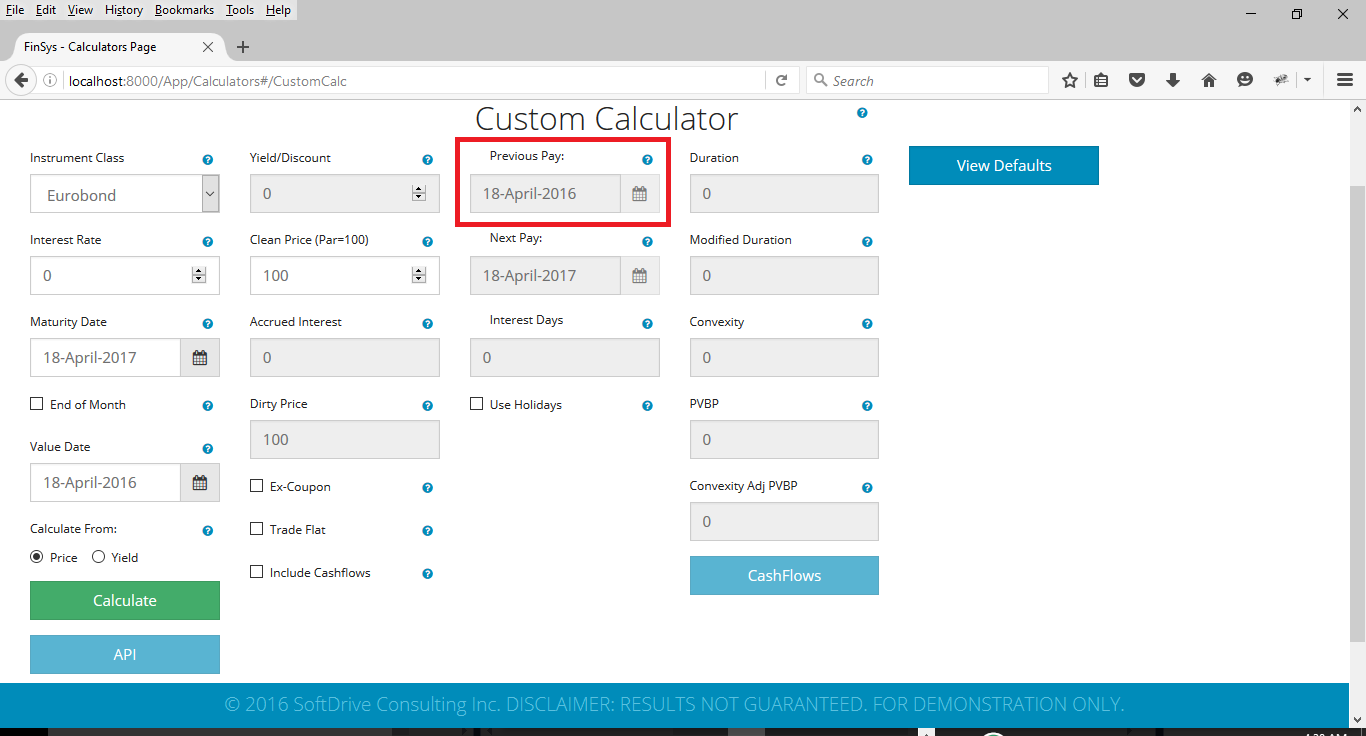 File Edit View History Bookmarks Tools Help
FinSys - Calculators Page
localhost:8000/App/Calculators#/CustomCalc
Search
Custom Calculator
Instrument Class
Eurobond
Interest Rate
0
Maturity Date
18-April-2017
End of Month
Value Date
18-April-2016
Calculate From:
Price Yield
Calculate
API
Yield/Discount
0
Clean Price (Par=100)
100
Accrued Interest
0
Dirty Price
100
Ex-Coupon
Trade Flat
Include Cashflows
Previous Pay:
18-April-2016
Next Pay:
18-April-2017
Interest Days
0
Use Holidays
Duration
0
Modified Duration
0
Convexity
0
PVBP
0
Convexity Adj PVBP
0
CashFlows
View Defaults
© 2016 SoftDrive Consulting Inc. DISCLAIMER: RESULTS NOT GUARANTEED. FOR DEMONSTRATION ONLY.